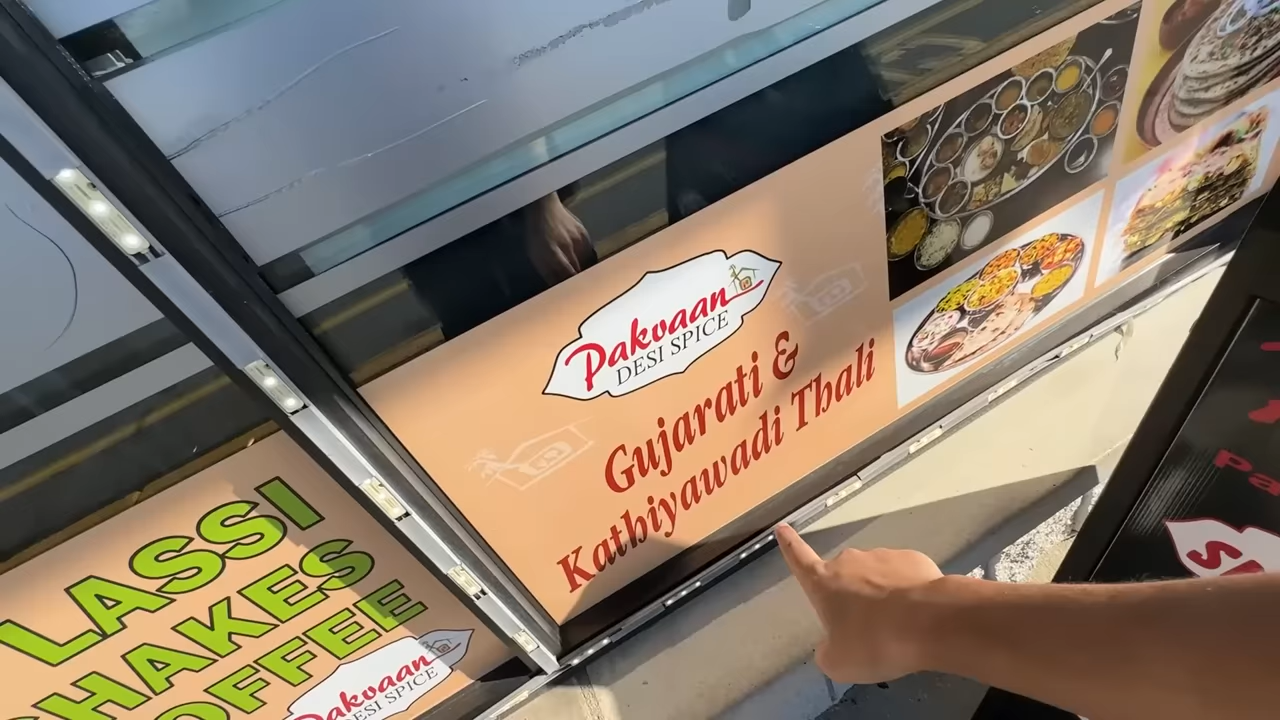 Pakvaan
DESI SPICE
Gujarati &
Kathiyawadi Thali
LASSI
SHAKES
COFFEE
Pakvaan
DESI SPICE